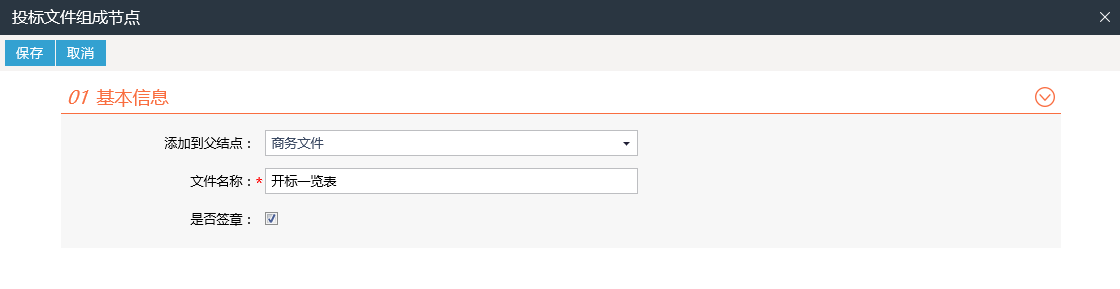 投标文件组成节点
保存 取消
01 基本信息
添加到父结点： 商务文件
文件名称：* 开标一览表
是否签章：